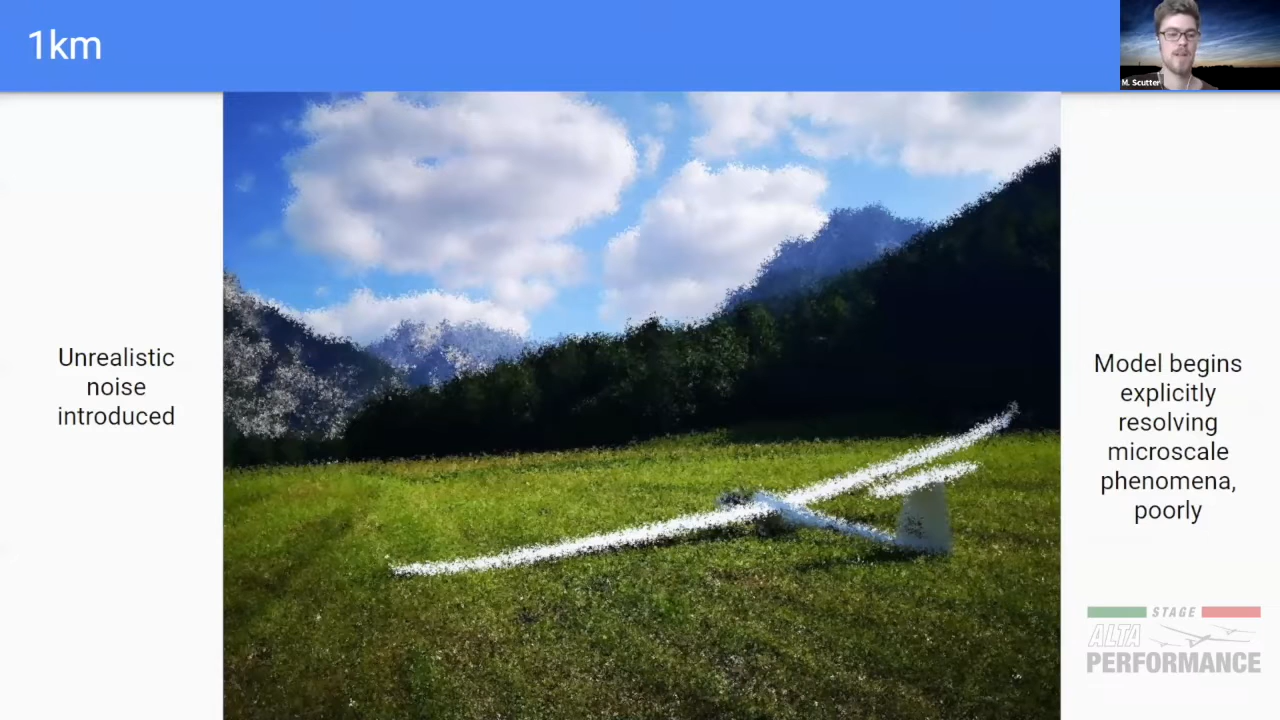 1km
M. Scutter
Unrealistic
noise
introduced
Model begins
explicitly
resolving
microscale
phenomena,
poorly
STAGE
ALTA
PERFORMANCE